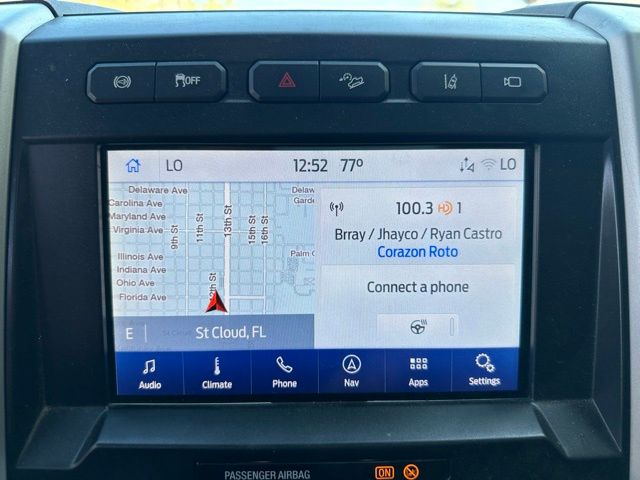 OFF
LO
12:52 77°
LO
Delaware Ave
Carolina Ave
Maryland Ave
Virginia Ave
9th St
11th St
13th St
15th St
16th St
Illinois Ave
Indiana Ave
Ohio Ave
Florida Ave
Delaw
Garde
Palm
E
St Cloud, FL
100.3 HD 1
Brray / Jhayco / Ryan Castro
Corazon Roto
Connect a phone
Audio
Climate
Phone
Nav
Apps
Settings
PASSENGER AIRBAG
ON